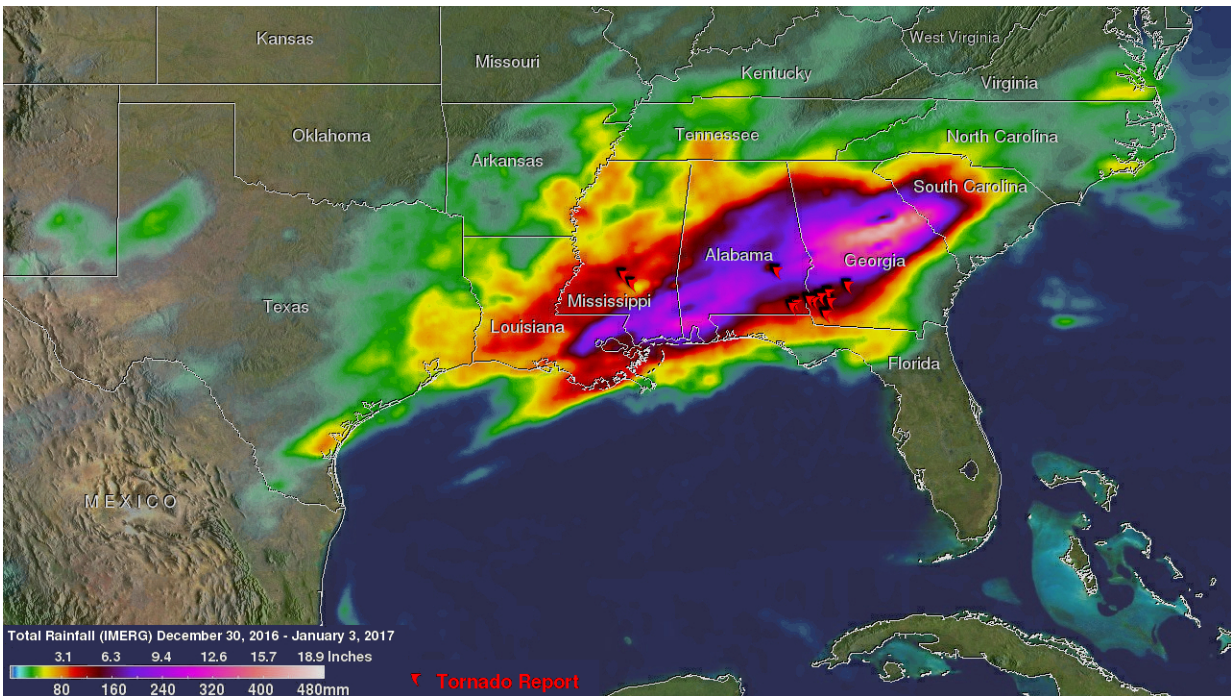 Kansas
West Virginia
Missouri
Kentucky
Virginia
Oklahoma
Tennessee
North Carolina
Arkansas
South Carolina
Alabama
Georgia
Texas
Mississippi
Louisiana
Florida
MEXICO
Total Rainfall (IMERG) December 30, 2016 - January 3, 2017
3.1 6.3 9.4 12.6 15.7 18.9 Inches
80 160 240 320 400 480mm
Tornado Report